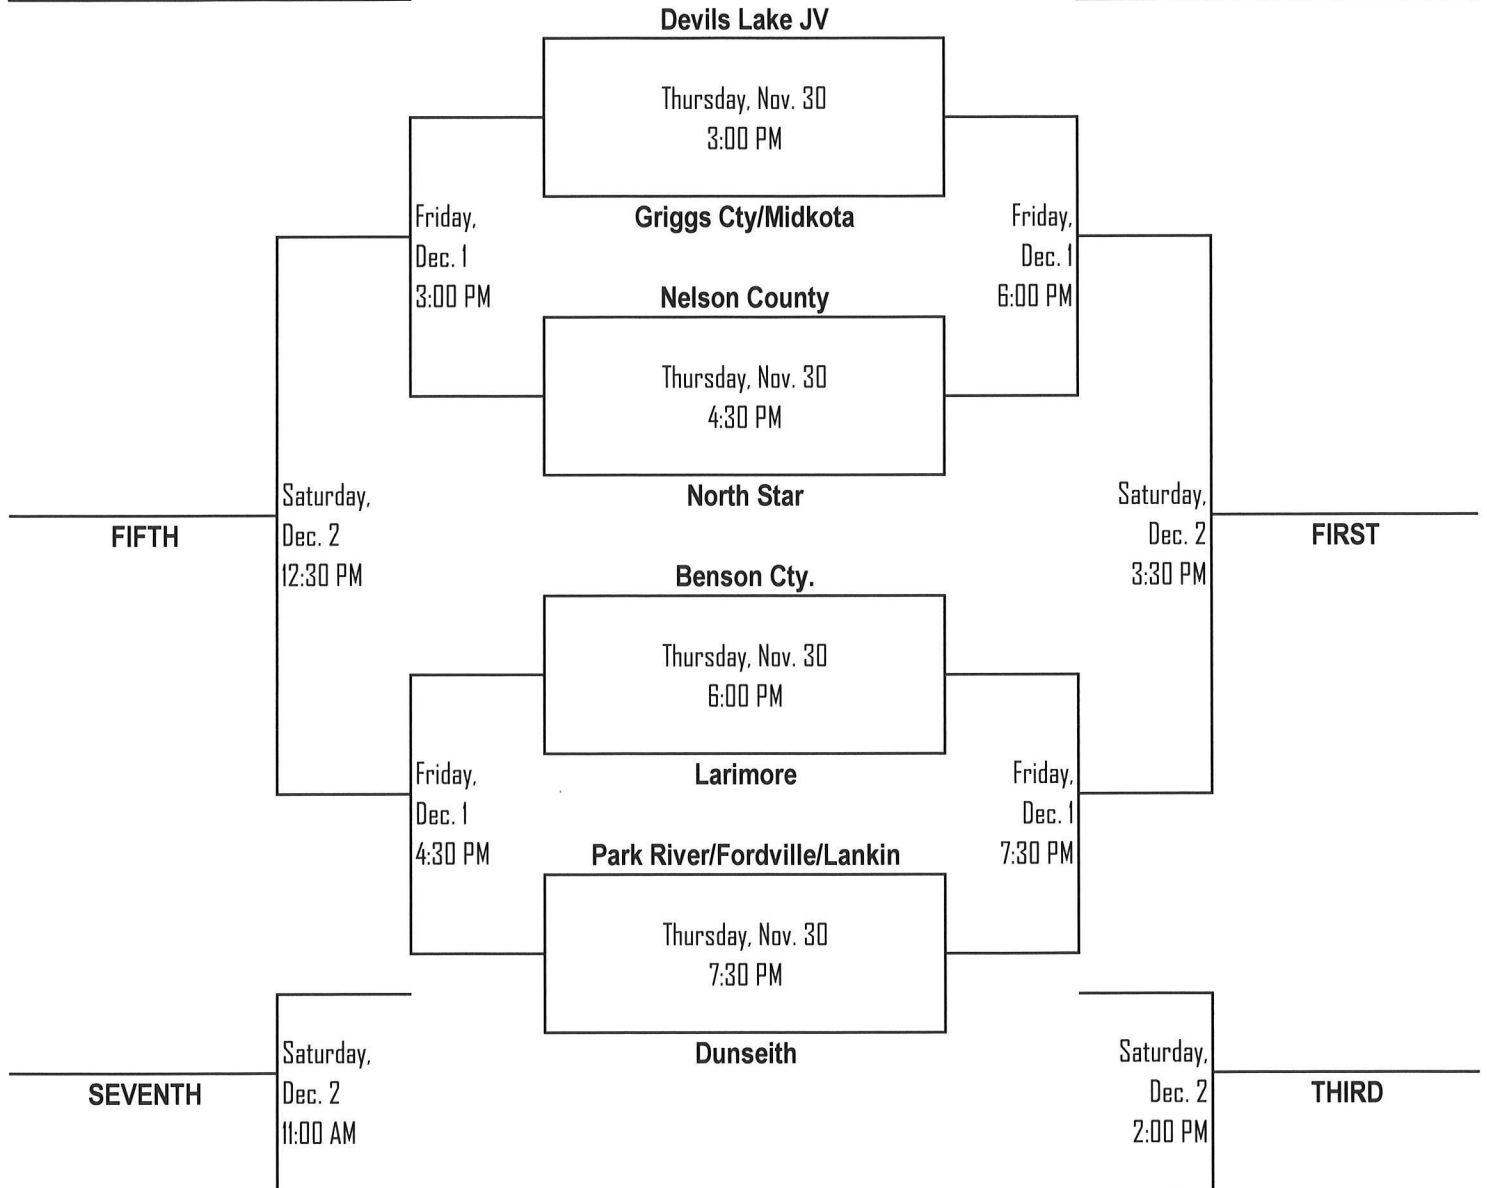 Devils Lake JV
Thursday, Nov. 30
3:00 PM
Griggs Cty/Midkota
Friday,
Dec. 1
3:00 PM
Friday,
Dec. 1
6:00 PM
Nelson County
Thursday, Nov. 30
4:30 PM
North Star
Saturday,
Dec. 2
12:30 PM
FIFTH
Saturday,
Dec. 2
3:30 PM
FIRST
Benson Cty.
Thursday, Nov. 30
6:00 PM
Larimore
Friday,
Dec. 1
4:30 PM
Friday,
Dec. 1
7:30 PM
Park River/Fordville/Lankin
Thursday, Nov. 30
7:30 PM
Dunseith
Saturday,
Dec. 2
11:00 AM
SEVENTH
Saturday,
Dec. 2
2:00 PM
THIRD